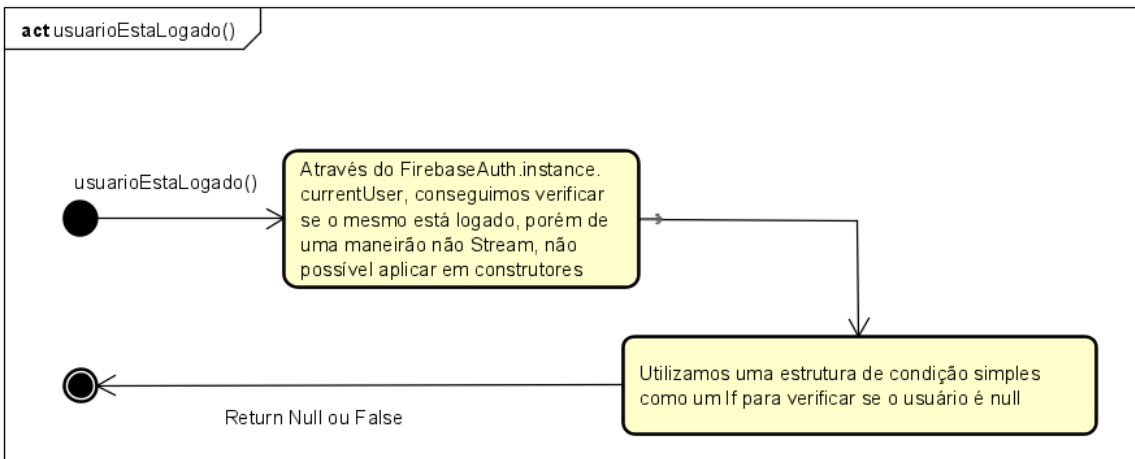 act usuarioEstaLogado()
usuarioEstaLogado()
Através do FirebaseAuth.instance.
currentUser, conseguimos verificar
se o mesmo está logado, porém de
uma maneirão não Stream, não
possível aplicar em construtores
Utilizamos uma estrutura de condição simples
como um If para verificar se o usuário é null
Return Null ou False